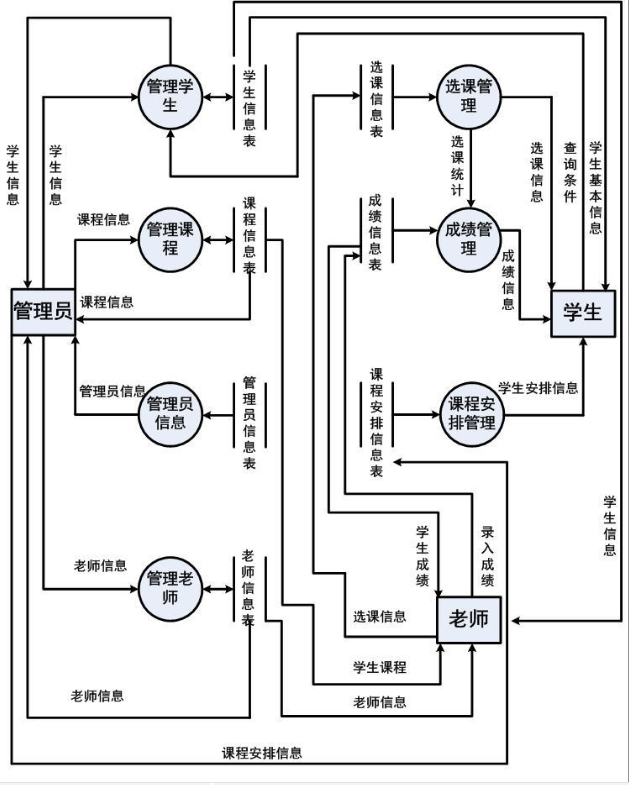 管理学
生
学生信息表
选课信息表
选课管
理
学生信息
学生信息
选课统计
选课信息
查询条件
学生基本信息
课程信息
管理课
程
课程信息表
成绩信息表
成绩管
理
成绩信息
管理员
课程信息
学生
管理员信息
管理员
信息
管理员信息表
课程安排信息表
课程安
排管理
学生安排信息
学生信息
老师信息
管理老
师
老师信息表
学生成绩
录入成绩
选课信息
老师
学生课程
老师信息
老师信息
课程安排信息